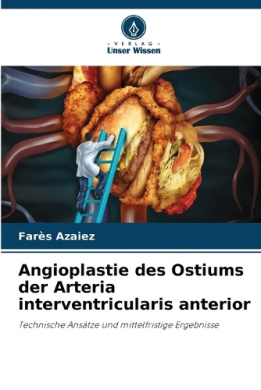 - VERLAG -
Unser Wissen
Farès Azaiez
Angioplastie des Ostiums
der Arteria
interventricularis anterior
Technische Ansätze und mittelfristige Ergebnisse